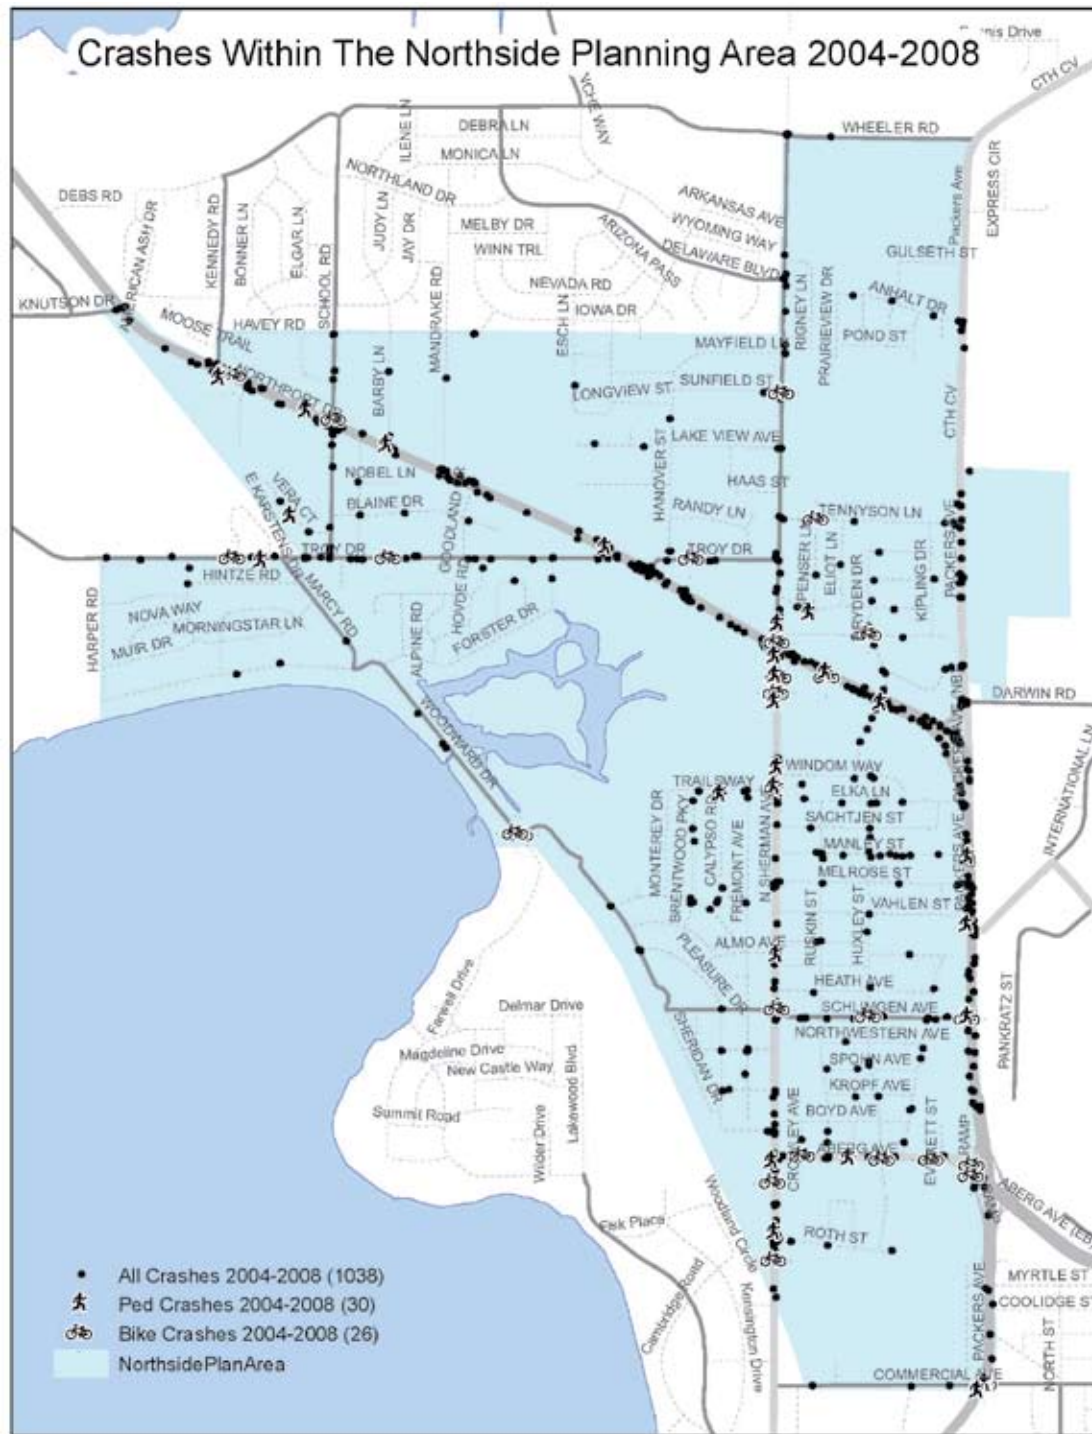 Crashes Within The Northside Planning Area 2004-2008
CTH CV
WHEELER RD
DEBRA LN
MONICA LN
ILENE LN
NORTHLAND DR
DEBS RD
KENNEDY RD
BONNER LN
ELGAR LN
SCHOOL RD
JUDY LN
JAY DR
MELBY DR
WINN TRL
ARKANSAS AVE
WYOMING WAY
DELAWARE BLVD
ARIZONA PASS
Packers Ave
EXPRESS CIR
GULSETH ST
NEVADA RD
IOWA DR
ANHALT DR
KNUTSON DR
MOOSE TRAIL
HAVEY RD
MANDRAKE RD
ESCH LN
MAYFIELD LN
RIGNEY LN
PRAIRIEVIEW DR
POND ST
NORTHPORT DR
BARBY LN
LONGVIEW ST
SUNFIELD ST
CTH CV
LAKE VIEW AVE
HANOVER ST
HAAS ST
NOBEL LN
VERA CT
BLAINE DR
GOODLAND
RANDY LN
TENNYSON LN
E KARSTENS DR
TROY DR
TROY DR
ELIOT LN
KIPLING DR
PACKERS AVE
HINTZE RD
MARCY RD
HARPER RD
NOVA WAY
MORNINGSTAR LN
MUIR DR
ALPINE RD
HOVDE RD
FORSTER DR
DARWIN RD
WOODWARD DR
WINDOM WAY
TRAILSWAY
ELKA LN
INTERNATIONAL LN
MONTEREY DR
BRENTWOOD PKY
CALYPSO RD
FREMONT AVE
N SHERMAN AVE
SACHTJEN ST
MANLEY ST
MELROSE ST
PACKERS AVE
RUSKIN ST
HUXLEY ST
VAHLEN ST
ALMO AVE
PLEASURE DR
HEATH AVE
SCHLIMGEN AVE
NORTHWESTERN AVE
PANKRATZ ST
Farwell Drive
Delmar Drive
SHERIDAN DR
Magdeline Drive
New Castle Way
SPOHN AVE
KROPF AVE
Summit Road
Lakewood Blvd
Wilder Drive
CROWLEY AVE
BOYD AVE
EVERETT ST
RAMP
ABERG AVE
ABERG AVE (EB
Woodland Circle
Elsk Place
ROTH ST
Cambridge Road
Kensington Drive
PACKERS AVE
MYRTLE ST
COOLIDGE ST
NORTH ST
COMMERCIAL AVE
All Crashes 2004-2008 (1038)
Ped Crashes 2004-2008 (30)
Bike Crashes 2004-2008 (26)
NorthsidePlanArea